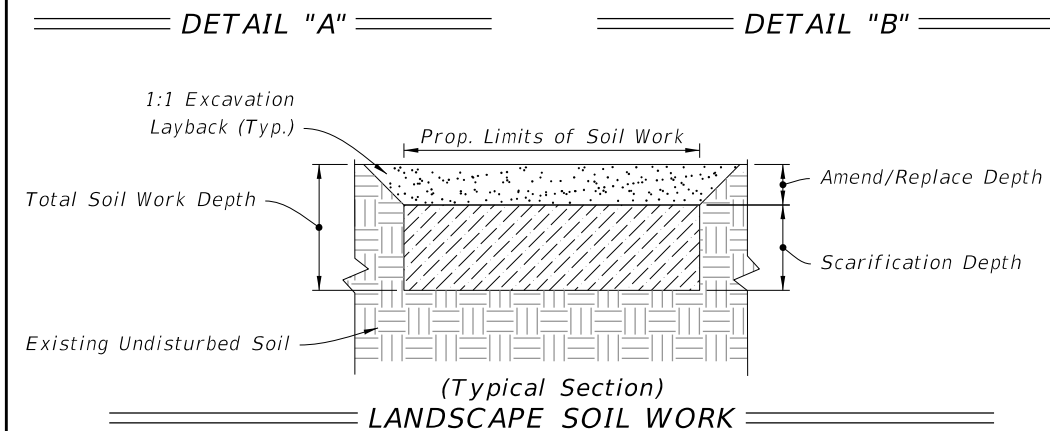 DETAIL "A"
DETAIL "B"
1:1 Excavation
Layback (Typ.)
Prop. Limits of Soil Work
Total Soil Work Depth
Amend/Replace Depth
Scarification Depth
Existing Undisturbed Soil
(Typical Section)
LANDSCAPE SOIL WORK